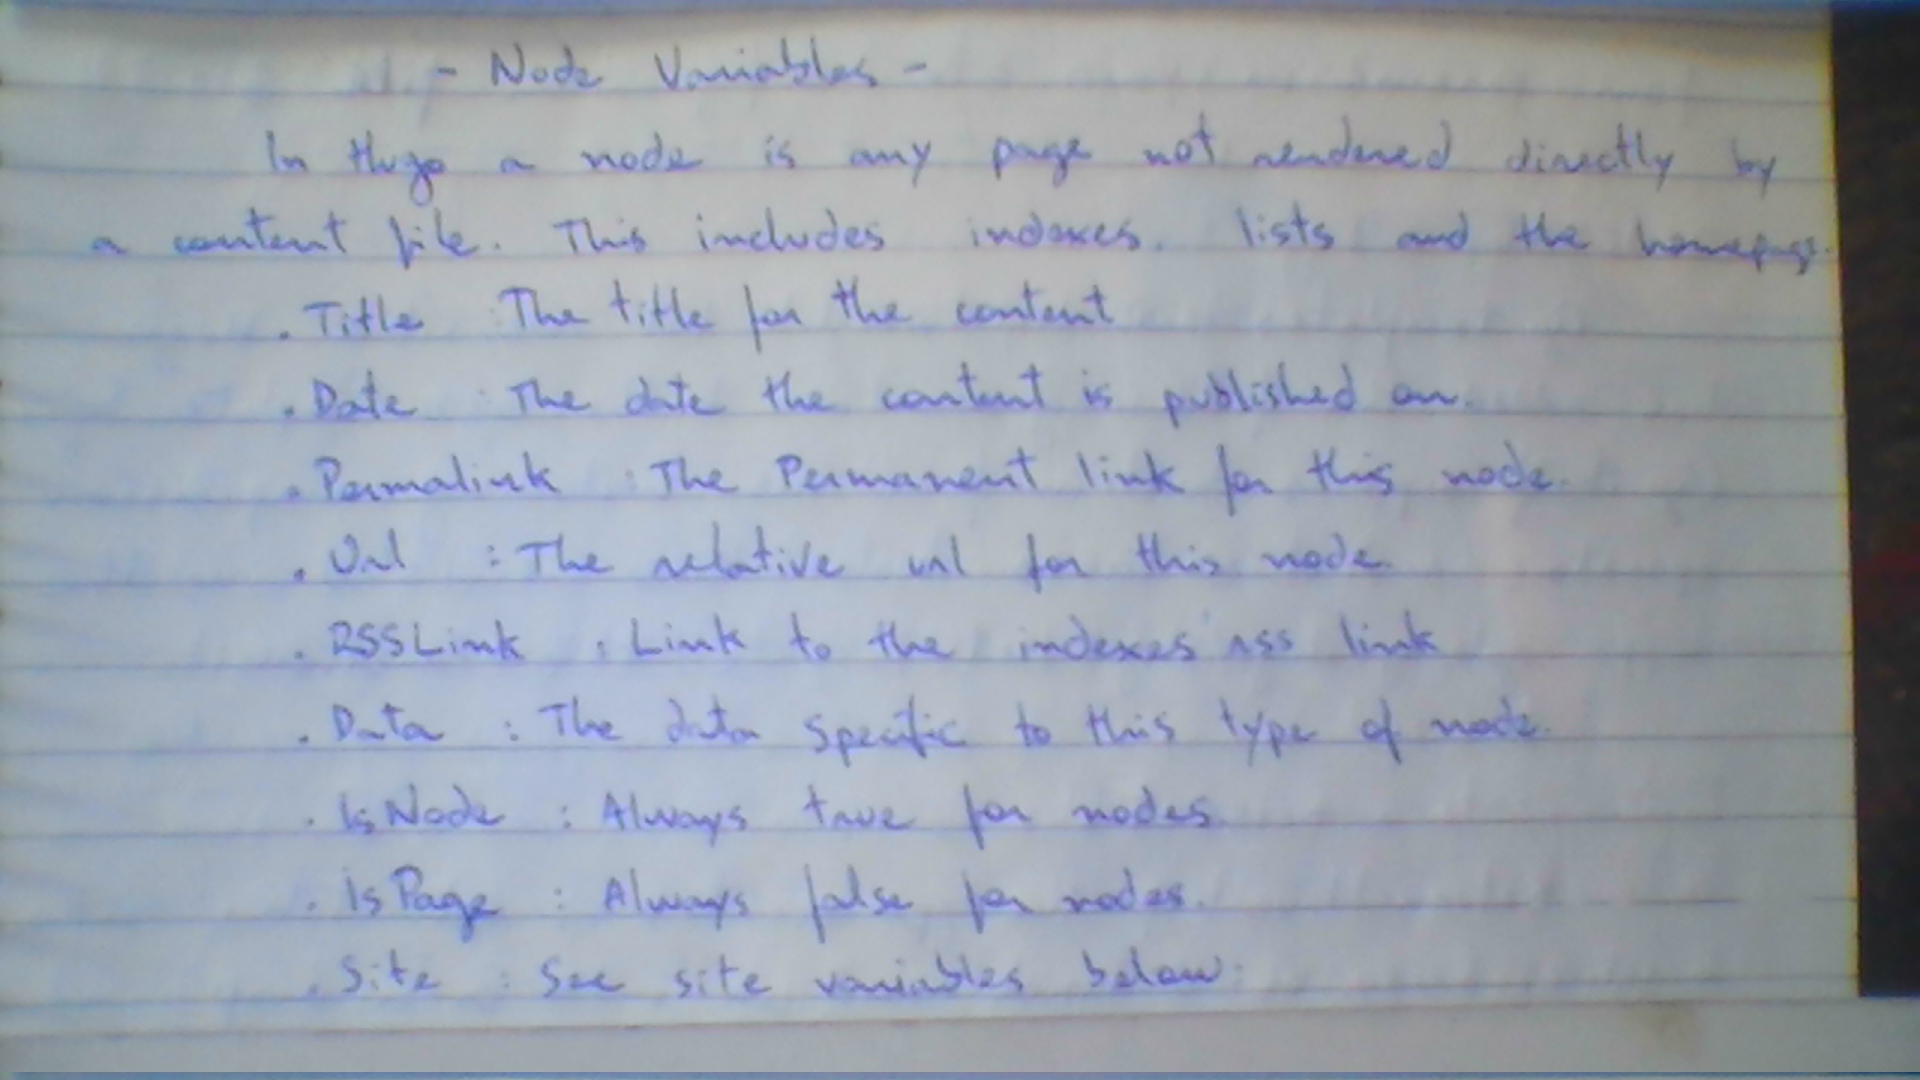 - Node Variables -
In Hugo a node is any page not rendered directly by
a content file. This includes indexes, lists and the homepage.
.Title : The title for the content
.Date : The date the content is published on.
.Permalink : The Permanent link for this node.
.Url : The relative url for this node.
.RSSLink : Link to the indexes' rss link
.Data : The data specific to this type of node.
.IsNode : Always true for nodes.
.IsPage : Always false for nodes.
.Site : See site variables below.